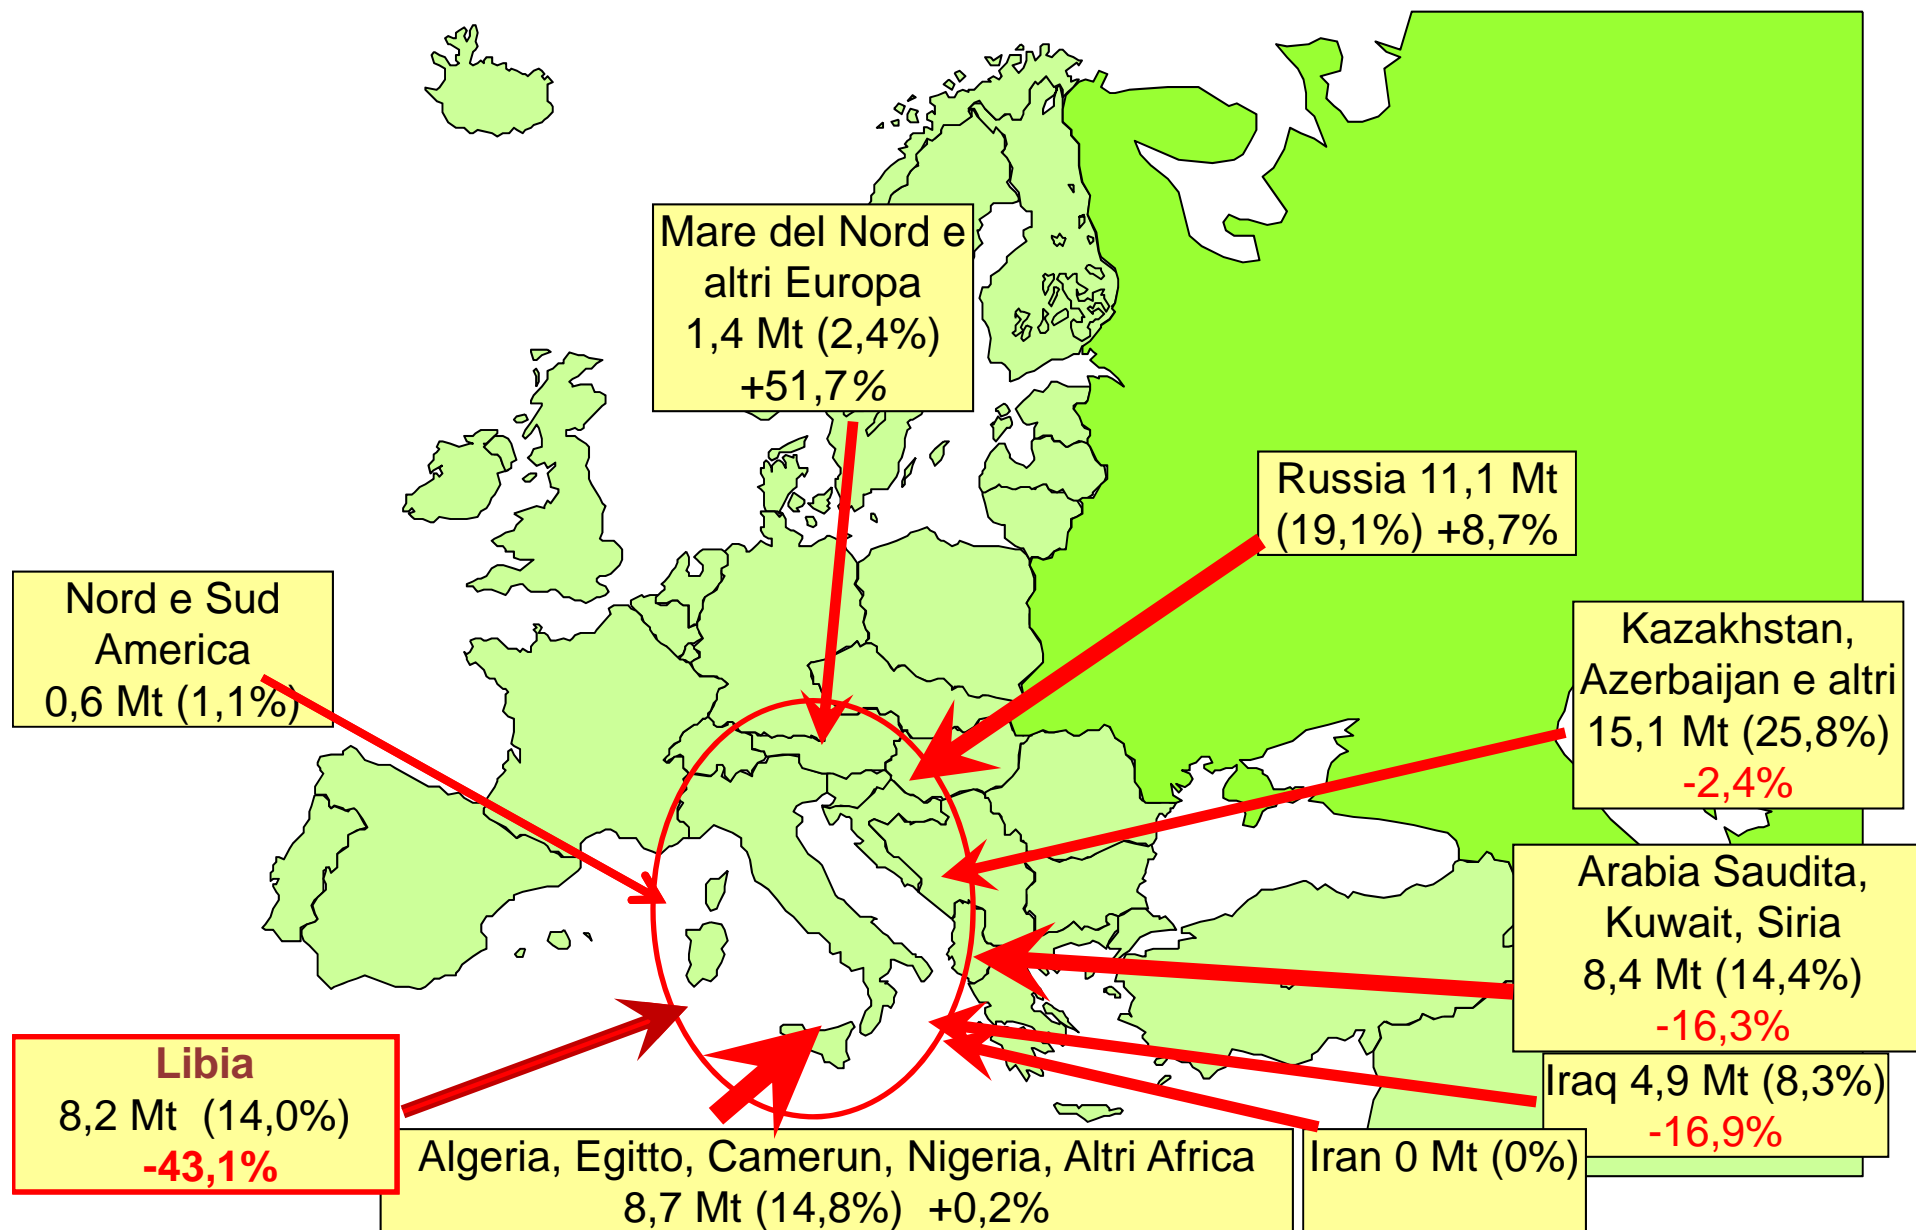 Mare del Nord e
altri Europa
1,4 Mt (2,4%)
+51,7%
Russia 11,1 Mt
(19,1%) +8,7%
Nord e Sud
America
0,6 Mt (1,1%)
Kazakhstan,
Azerbaijan e altri
15,1 Mt (25,8%)
-2,4%
Arabia Saudita,
Kuwait, Siria
8,4 Mt (14,4%)
-16,3%
Libia
8,2 Mt (14,0%)
-43,1%
Iraq 4,9 Mt (8,3%)
-16,9%
Algeria, Egitto, Camerun, Nigeria, Altri Africa
8,7 Mt (14,8%) +0,2%
Iran 0 Mt (0%)